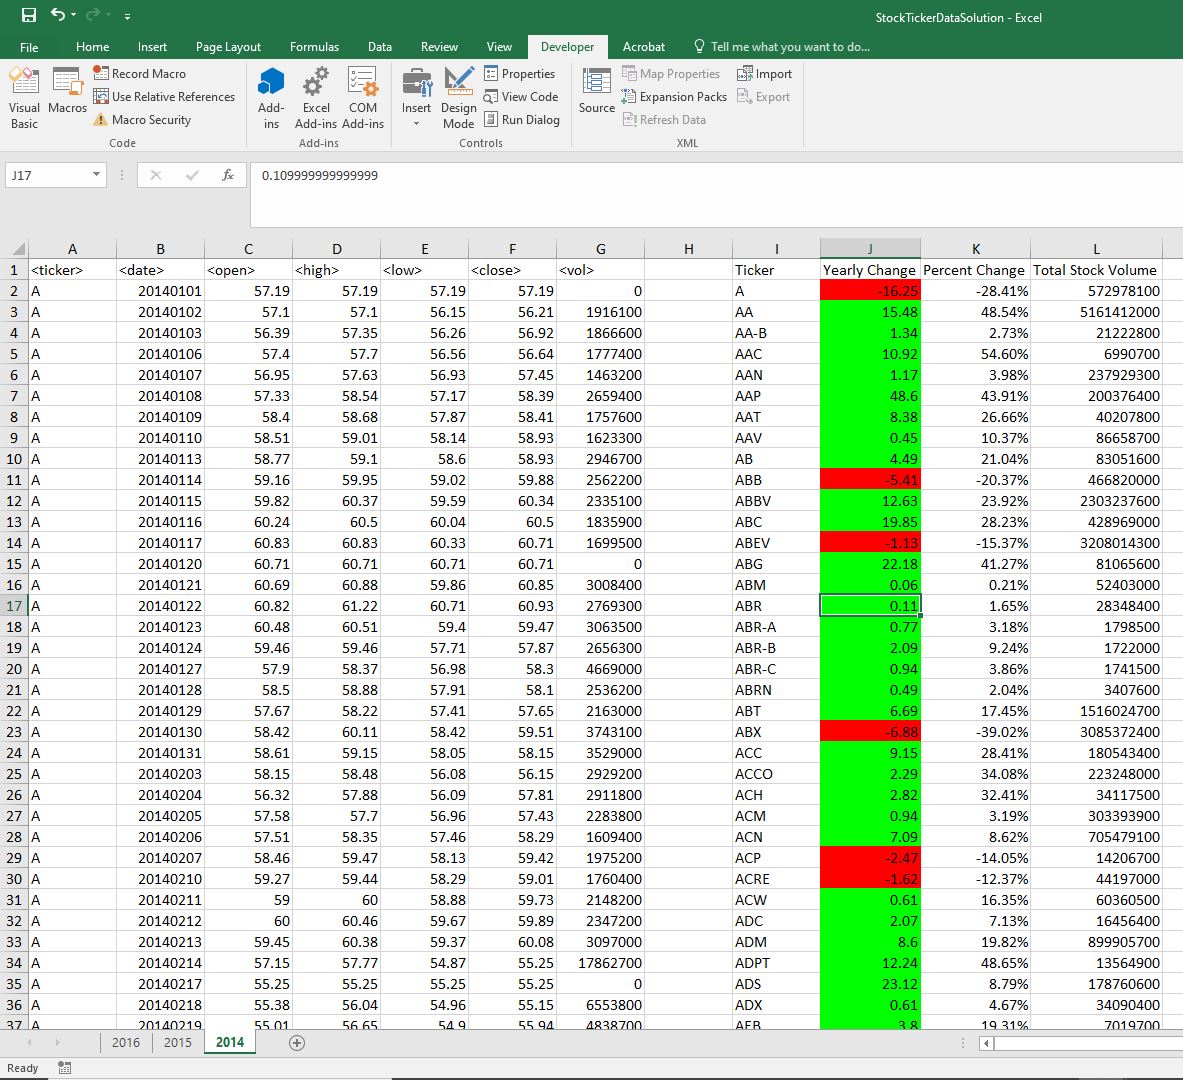 StockTickerDataSolution - Excel
File Home Insert Page Layout Formulas Data Review View Developer Acrobat Tell me what you want to do...
Visual Basic
Macros
Record Macro
Use Relative References
Macro Security
Code
Add-ins
Excel Add-ins
COM Add-ins
Add-ins
Insert
Design Mode
Properties
View Code
Run Dialog
Controls
Source
Map Properties
Expansion Packs
Refresh Data
Import
Export
XML
J17 fx 0.109999999999999
A B C D E F G H I J K L
1 <ticker> <date> <open> <high> <low> <close> <vol> Ticker Yearly Change Percent Change Total Stock Volume
2 A 20140101 57.19 57.19 57.19 57.19 0 A -16.25 -28.41% 572978100
3 A 20140102 57.1 57.1 56.15 56.21 1916100 AA 15.48 48.54% 5161412000
4 A 20140103 56.39 57.35 56.26 56.92 1866600 AA-B 1.34 2.73% 21222800
5 A 20140106 57.4 57.7 56.56 56.64 1777400 AAC 10.92 54.60% 6990700
6 A 20140107 56.95 57.63 56.93 57.45 1463200 AAN 1.17 3.98% 237929300
7 A 20140108 57.33 58.54 57.17 58.39 2659400 AAP 48.6 43.91% 200376400
8 A 20140109 58.4 58.68 57.87 58.41 1757600 AAT 8.38 26.66% 40207800
9 A 20140110 58.51 59.01 58.14 58.93 1623300 AAV 0.45 10.37% 86658700
10 A 20140113 58.77 59.1 58.6 58.93 2946700 AB 4.49 21.04% 83051600
11 A 20140114 59.16 59.95 59.02 59.88 2562200 ABB -5.41 -20.37% 466820000
12 A 20140115 59.82 60.37 59.59 60.34 2335100 ABBV 12.63 23.92% 2303237600
13 A 20140116 60.24 60.5 60.04 60.5 1835900 ABC 19.85 28.23% 428969000
14 A 20140117 60.83 60.83 60.33 60.71 1699500 ABEV -1.13 -15.37% 3208014300
15 A 20140120 60.71 60.71 60.71 60.71 0 ABG 22.18 41.27% 81065600
16 A 20140121 60.69 60.88 59.86 60.85 3008400 ABM 0.06 0.21% 52403000
17 A 20140122 60.82 61.22 60.71 60.93 2769300 ABR 0.11 1.65% 28348400
18 A 20140123 60.48 60.51 59.4 59.47 3063500 ABR-A 0.77 3.18% 1798500
19 A 20140124 59.46 59.46 57.71 57.87 2656300 ABR-B 2.09 9.24% 1722000
20 A 20140127 57.9 58.37 56.98 58.3 4669000 ABR-C 0.94 3.86% 1741500
21 A 20140128 58.5 58.88 57.91 58.1 2536200 ABRN 0.49 2.04% 3407600
22 A 20140129 57.67 58.22 57.41 57.65 2163000 ABT 6.69 17.45% 1516024700
23 A 20140130 58.42 60.11 58.42 59.51 3743100 ABX -6.88 -39.02% 3085372400
24 A 20140131 58.61 59.15 58.05 58.15 3529000 ACC 9.15 28.41% 180543400
25 A 20140203 58.15 58.48 56.08 56.15 2929200 ACCO 2.29 34.08% 223248000
26 A 20140204 56.32 57.88 56.09 57.81 2911800 ACH 2.82 32.41% 34117500
27 A 20140205 57.58 57.7 56.96 57.43 2283800 ACM 0.94 3.19% 303393900
28 A 20140206 57.51 58.35 57.46 58.29 1609400 ACN 7.09 8.62% 705479100
29 A 20140207 58.46 59.47 58.13 59.42 1975200 ACP -2.47 -14.05% 14206700
30 A 20140210 59.27 59.44 58.29 59.01 1760400 ACRE -1.62 -12.37% 44197000
31 A 20140211 59 60 58.88 59.73 2148200 ACW 0.61 16.35% 60360500
32 A 20140212 60 60.46 59.67 59.89 2347200 ADC 2.07 7.13% 16456400
33 A 20140213 59.45 60.38 59.37 60.08 3097000 ADM 8.6 19.82% 899905700
34 A 20140214 57.15 57.77 54.87 55.25 17862700 ADPT 12.24 48.65% 13564900
35 A 20140217 55.25 55.25 55.25 55.25 0 ADS 23.12 8.79% 178760600
36 A 20140218 55.38 56.04 54.96 55.15 6553800 ADX 0.61 4.67% 34090400
37 A 20140219 55.01 56.65 54.9 55.94 4838700 AEB 3.8 19.31% 7019700
2016 2015 2014
Ready